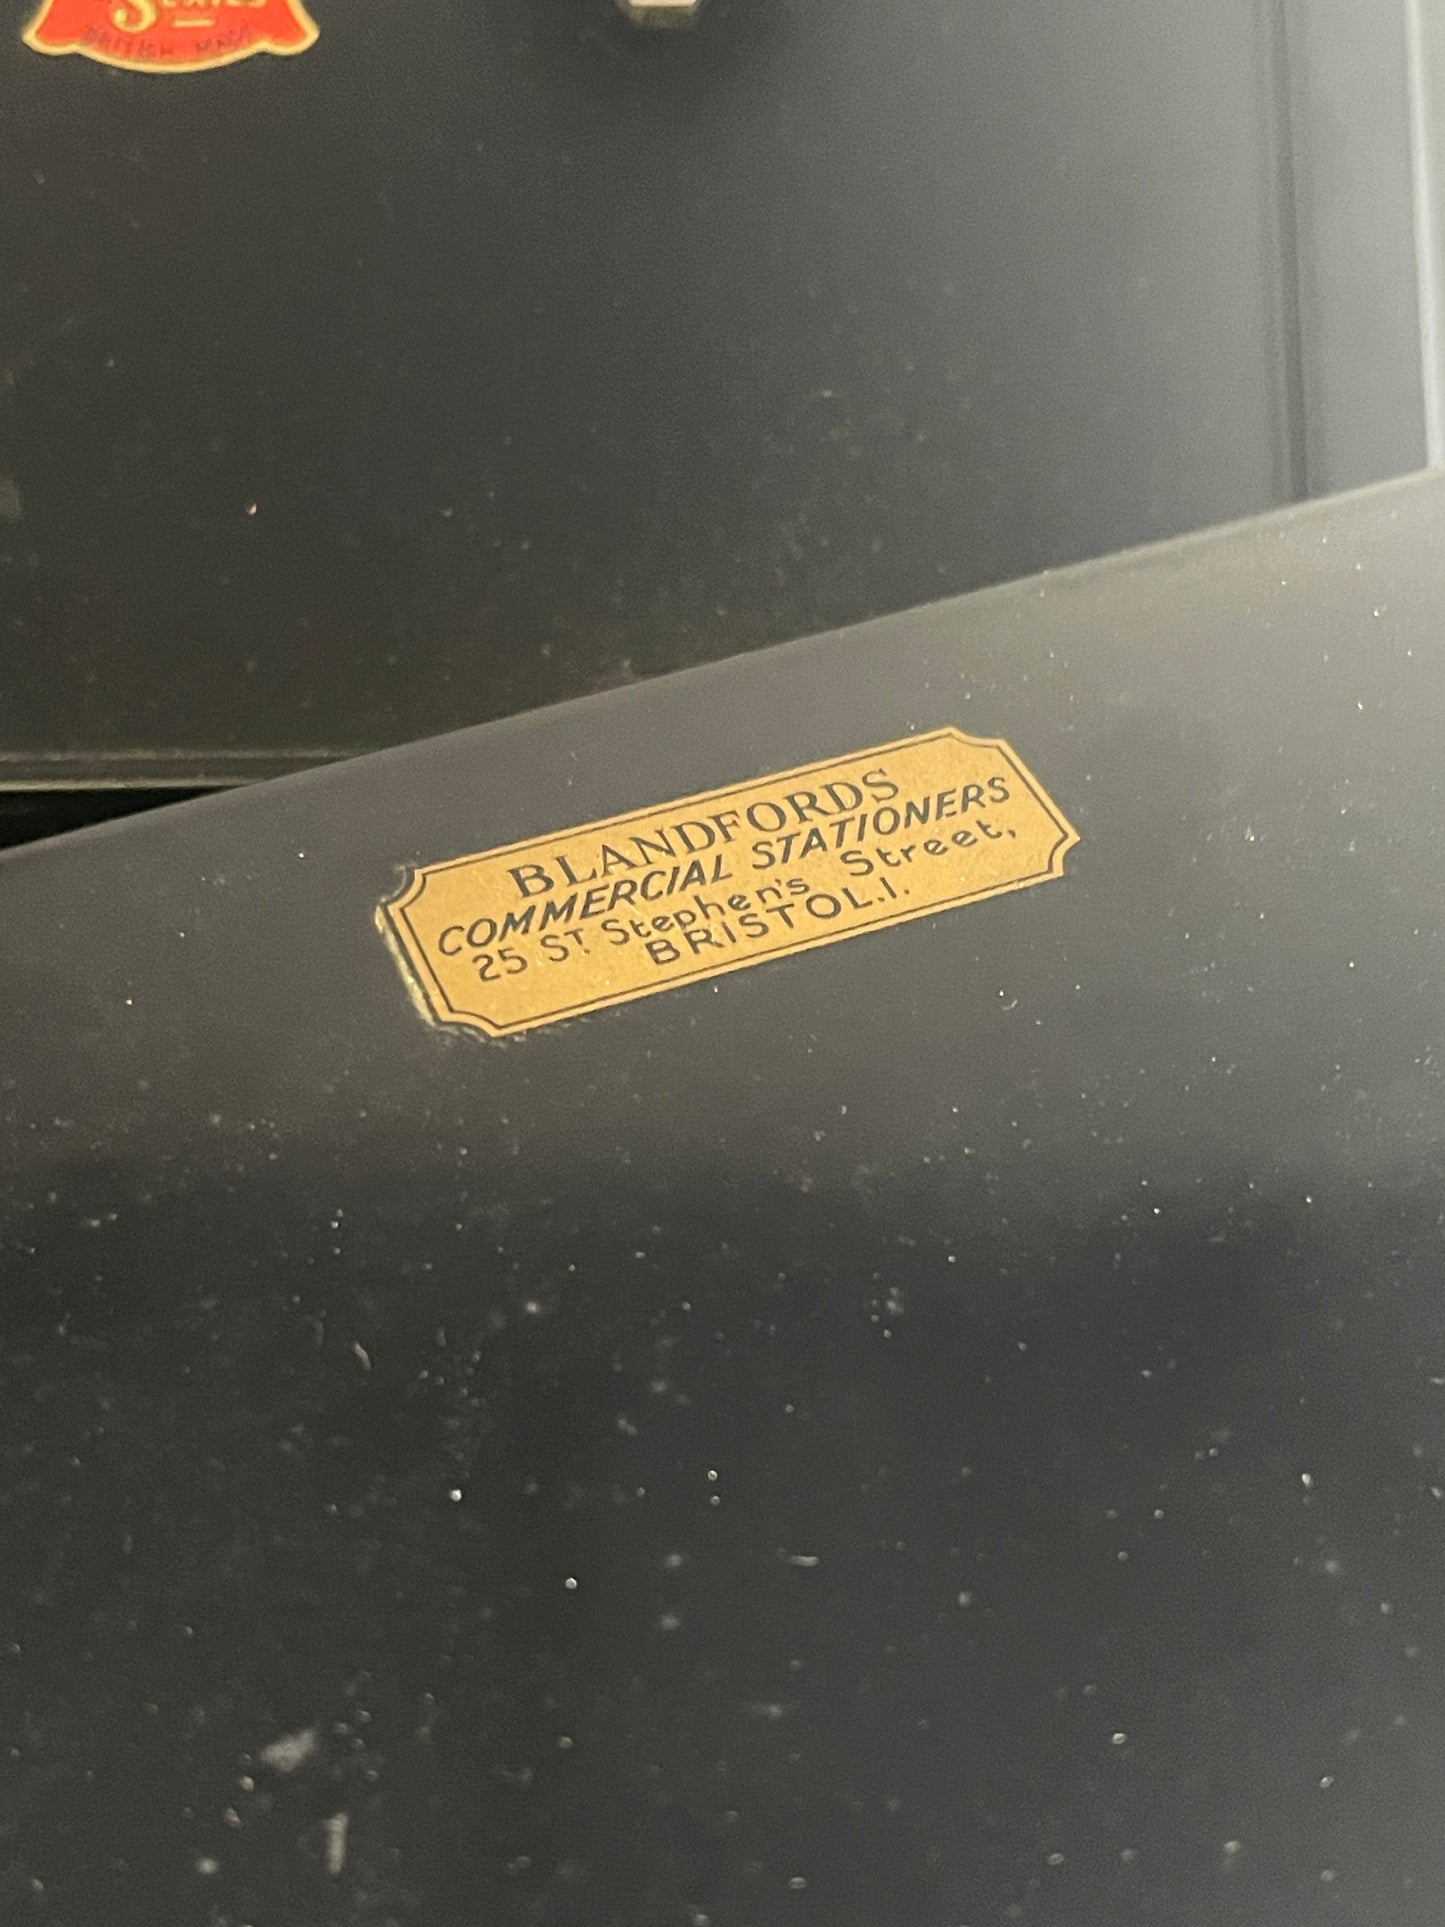 BRITISH MADE
BLANDFORDS
COMMERCIAL STATIONERS
25 ST. Stephen's Street,
BRISTOL.1.